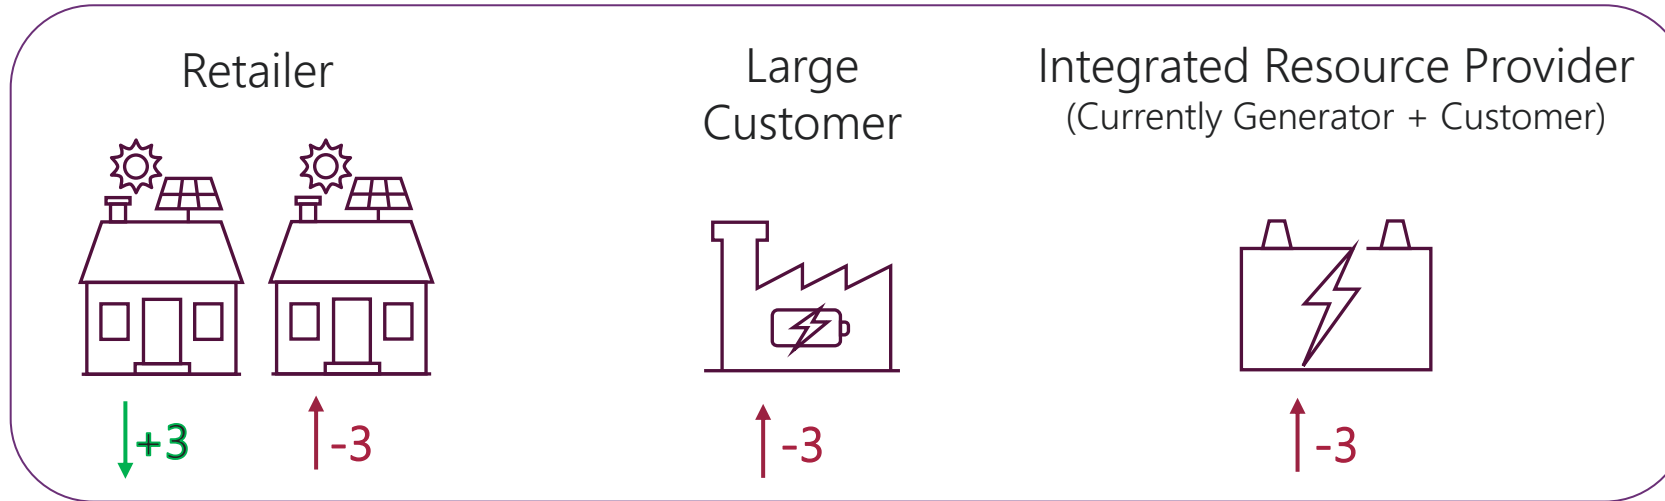 Retailer
Large
Customer
Integrated Resource Provider
(Currently Generator + Customer)
+3
-3
-3
-3